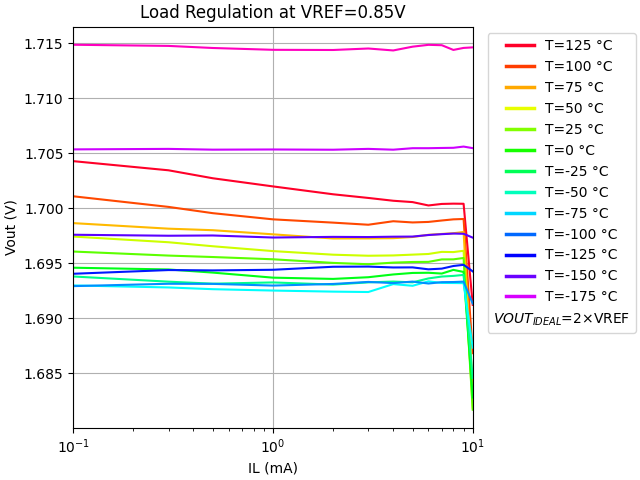 Load Regulation at VREF=0.85V
Vout (V)
1.715
1.710
1.705
1.700
1.695
1.690
1.685
10⁻¹
10⁰
10¹
IL (mA)
T=125 °C
T=100 °C
T=75 °C
T=50 °C
T=25 °C
T=0 °C
T=-25 °C
T=-50 °C
T=-75 °C
T=-100 °C
T=-125 °C
T=-150 °C
T=-175 °C
VOUT_IDEAL=2×VREF